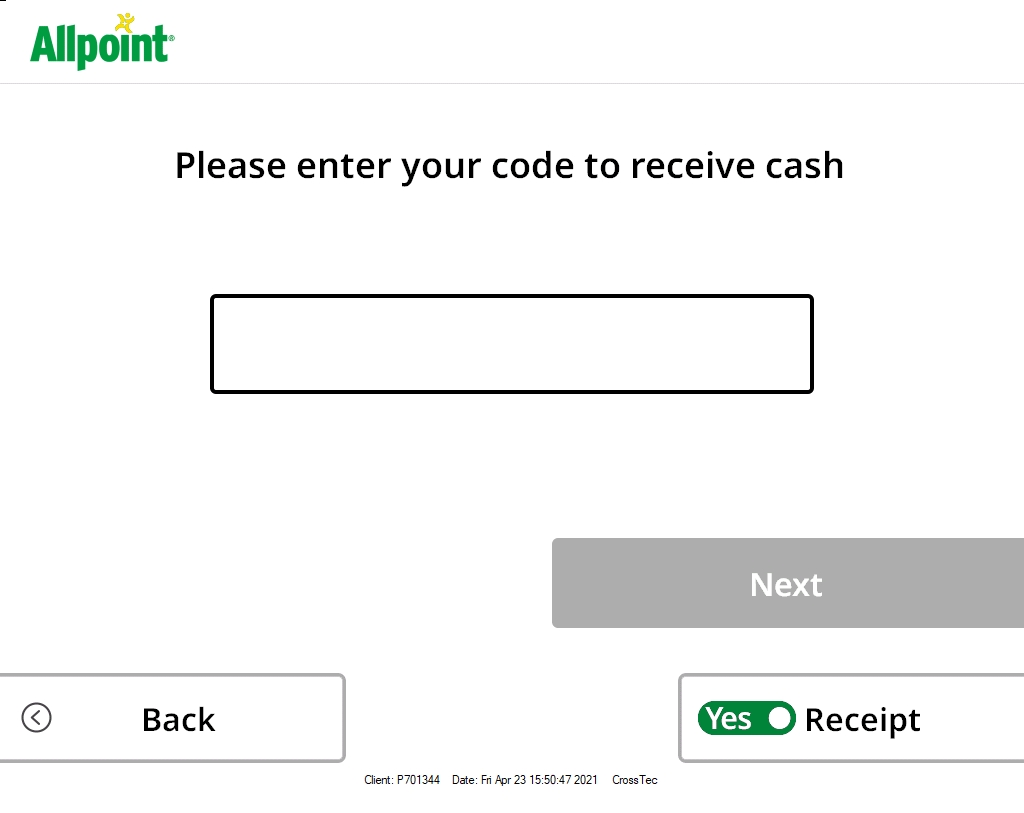 Allpoint®
Please enter your code to receive cash
Next
Back
Yes Receipt
Client: P701344 Date: Fri Apr 23 15:50:47 2021 CrossTec